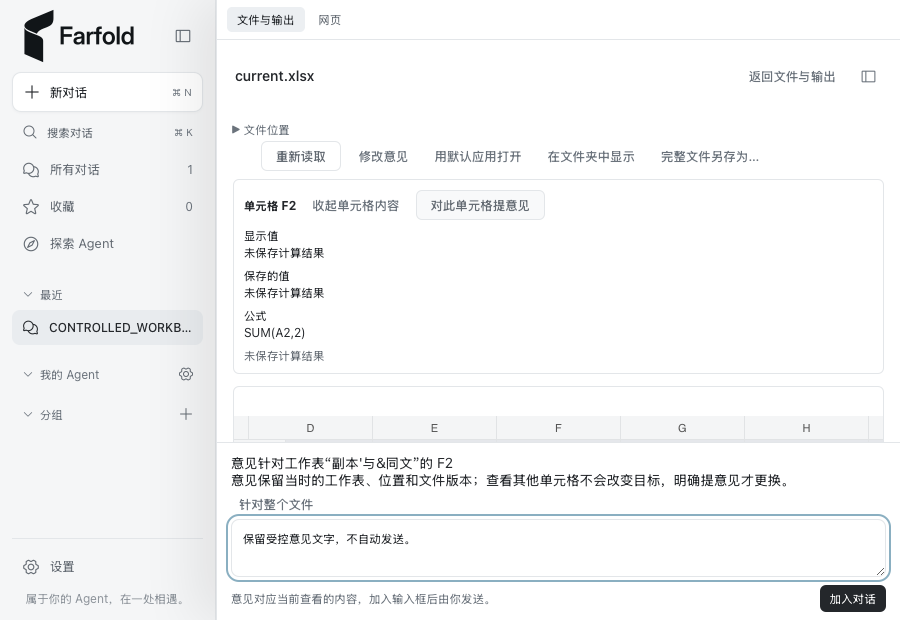 Farfold
新对话 ⌘ N
搜索对话 ⌘ K
所有对话 1
收藏 0
探索 Agent
最近
CONTROLLED_WORKB...
我的 Agent
分组
设置
属于你的 Agent，在一处相遇。
文件与输出 网页
current.xlsx 返回文件与输出
文件位置
重新读取 修改意见 用默认应用打开 在文件夹中显示 完整文件另存为...
单元格 F2 收起单元格内容 对此单元格提意见
显示值
未保存计算结果
保存的值
未保存计算结果
公式
SUM(A2,2)
未保存计算结果
D E F G H
意见针对工作表“副本'与&同文”的 F2
意见保留当时的工作表、位置和文件版本；查看其他单元格不会改变目标，明确提意见才更换。
针对整个文件
保留受控意见文字，不自动发送。
意见对应当前查看的内容，加入输入框后由你发送。 加入对话